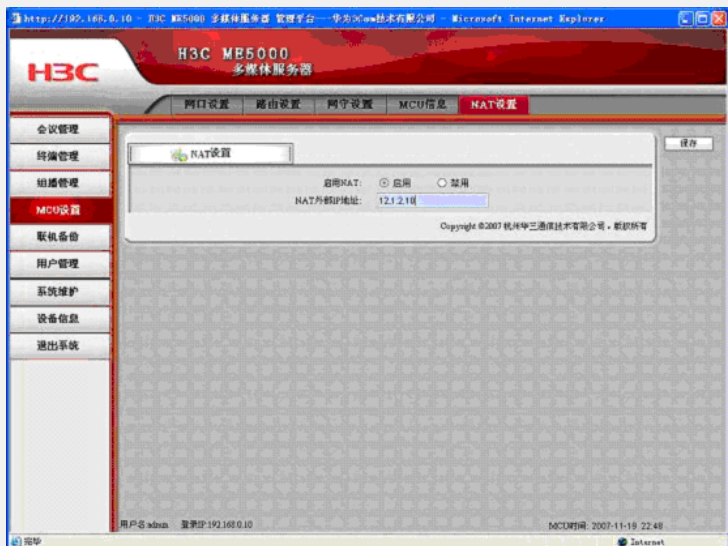 http://192.168.0.10 - H3C ME5000 多媒体服务器 管理平台---华为3Com技术有限公司 - Microsoft Internet Explorer
H3C
H3C ME5000
多媒体服务器
网口设置 路由设置 网守设置 MCU信息 NAT设置
会议管理
终端管理
组播管理
MCU设置
联机备份
用户管理
系统维护
设备信息
退出系统
保存
NAT设置
启用NAT: 启用 禁用
NAT外部IP地址: 12.1.2.10
Copyright ©2007 杭州华三通信技术有限公司，版权所有
用户名:admin 登录IP:192.168.0.10 MCU时间: 2007-11-19 22:48
完毕 Internet